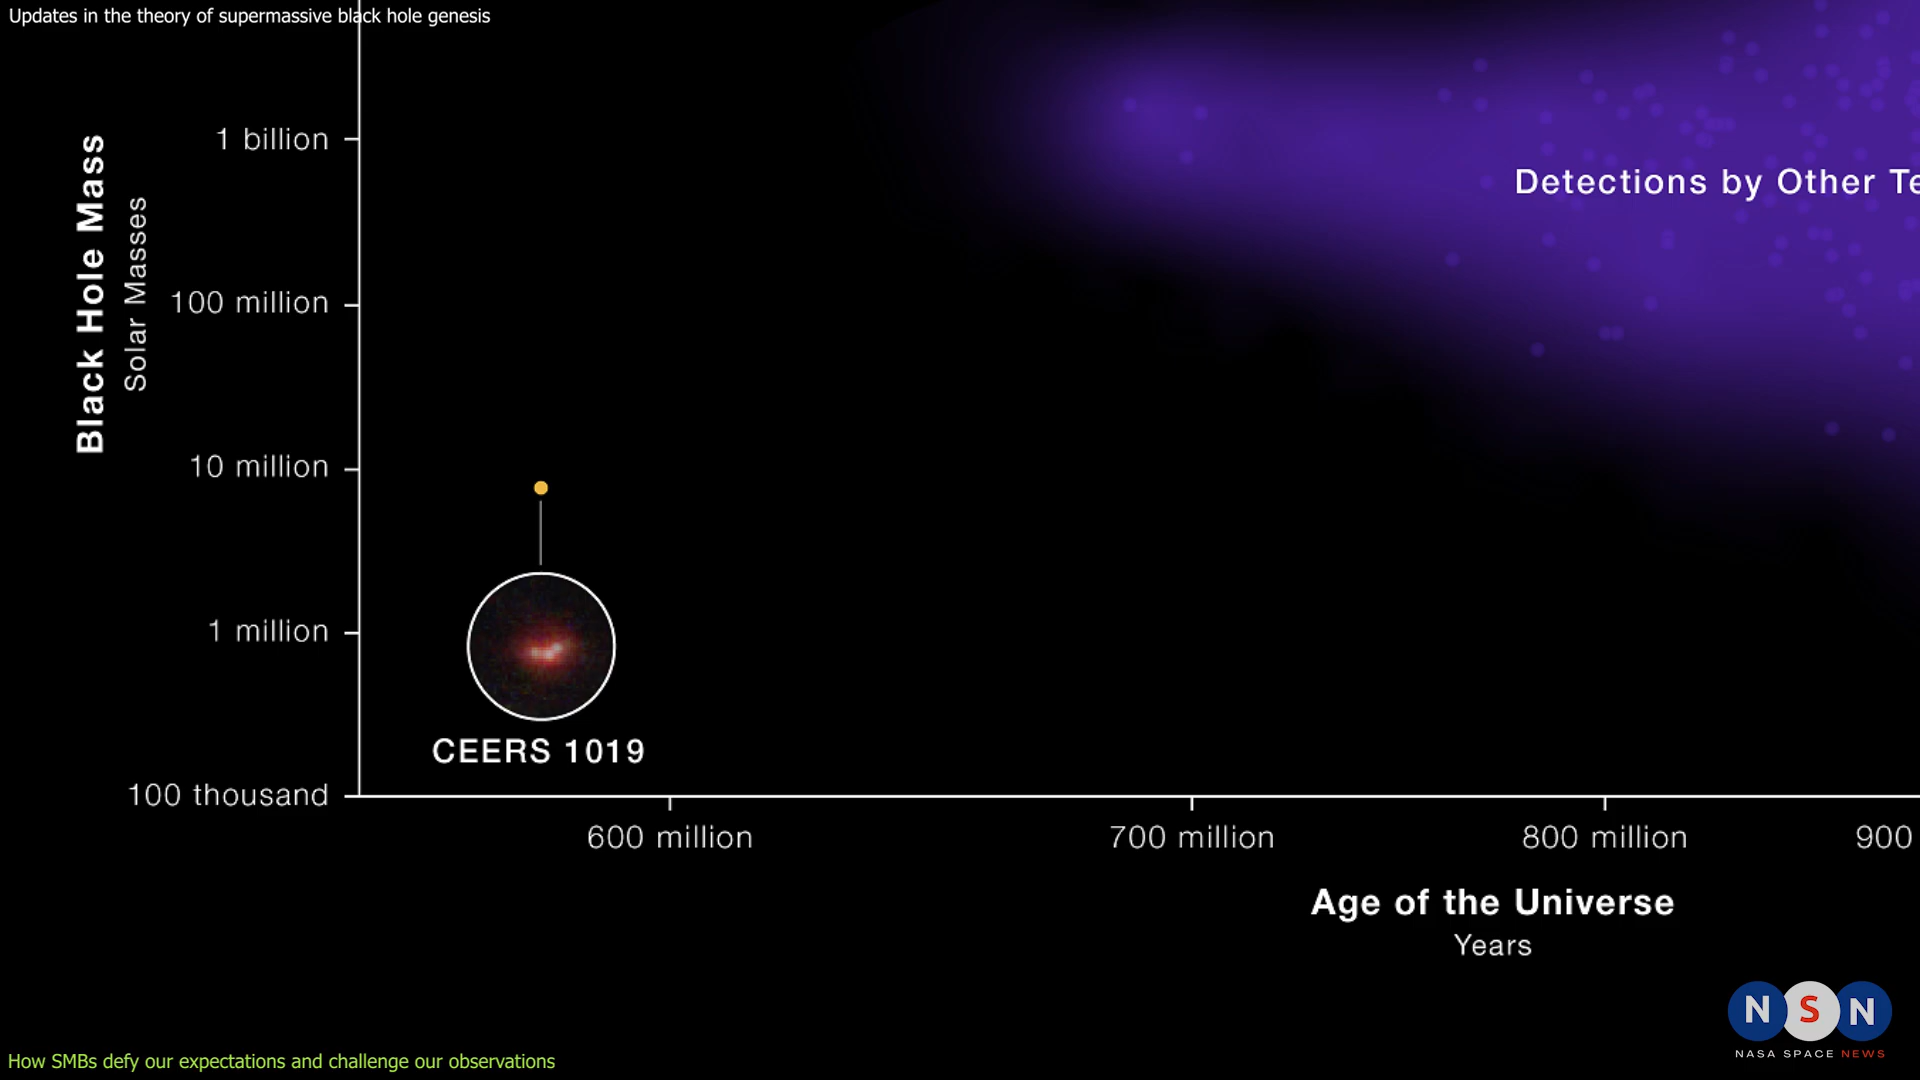 Updates in the theory of supermassive black hole genesis
Black Hole Mass
Solar Masses
1 billion
100 million
10 million
1 million
100 thousand
Detections by Other Te
CEERS 1019
600 million
700 million
800 million
900
Age of the Universe
Years
NSN
NASA SPACE NEWS
How SMBs defy our expectations and challenge our observations